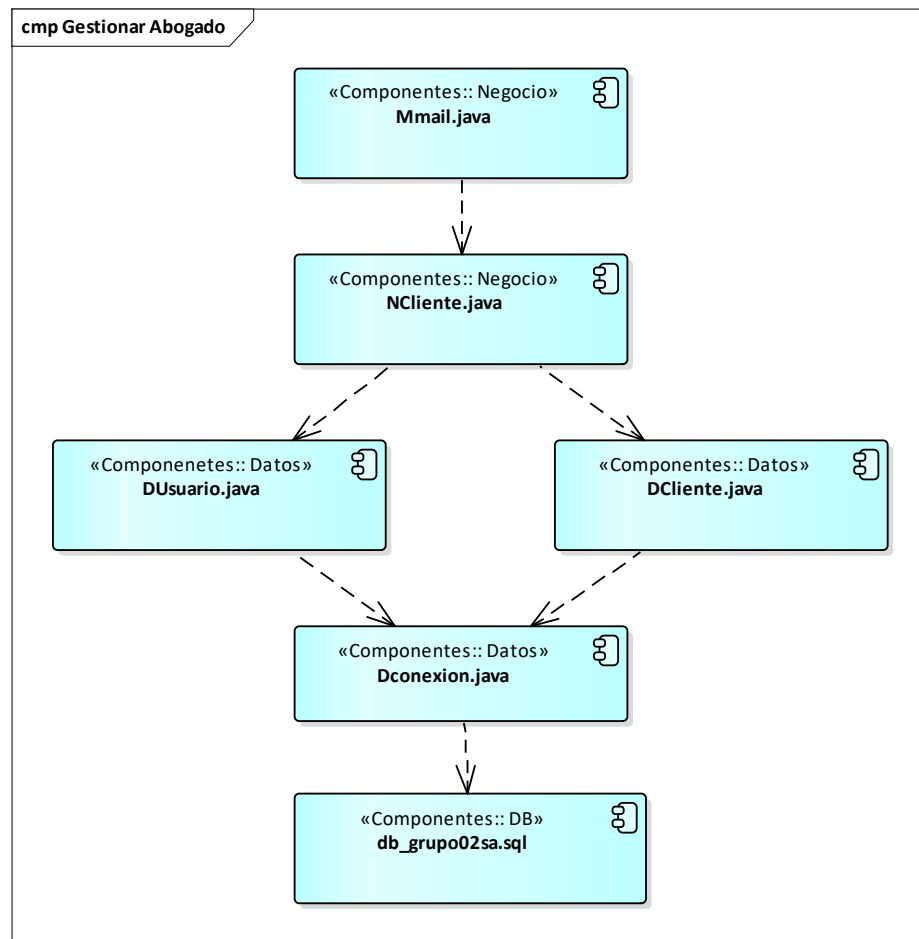 cmp Gestionar Abogado
«Componentes:: Negocio»
Mmail.java
«Componentes:: Negocio»
NCliente.java
«Componenetes:: Datos»
DUsuario.java
«Componentes:: Datos»
DCliente.java
«Componentes:: Datos»
Dconexion.java
«Componentes:: DB»
db_grupo02sa.sql